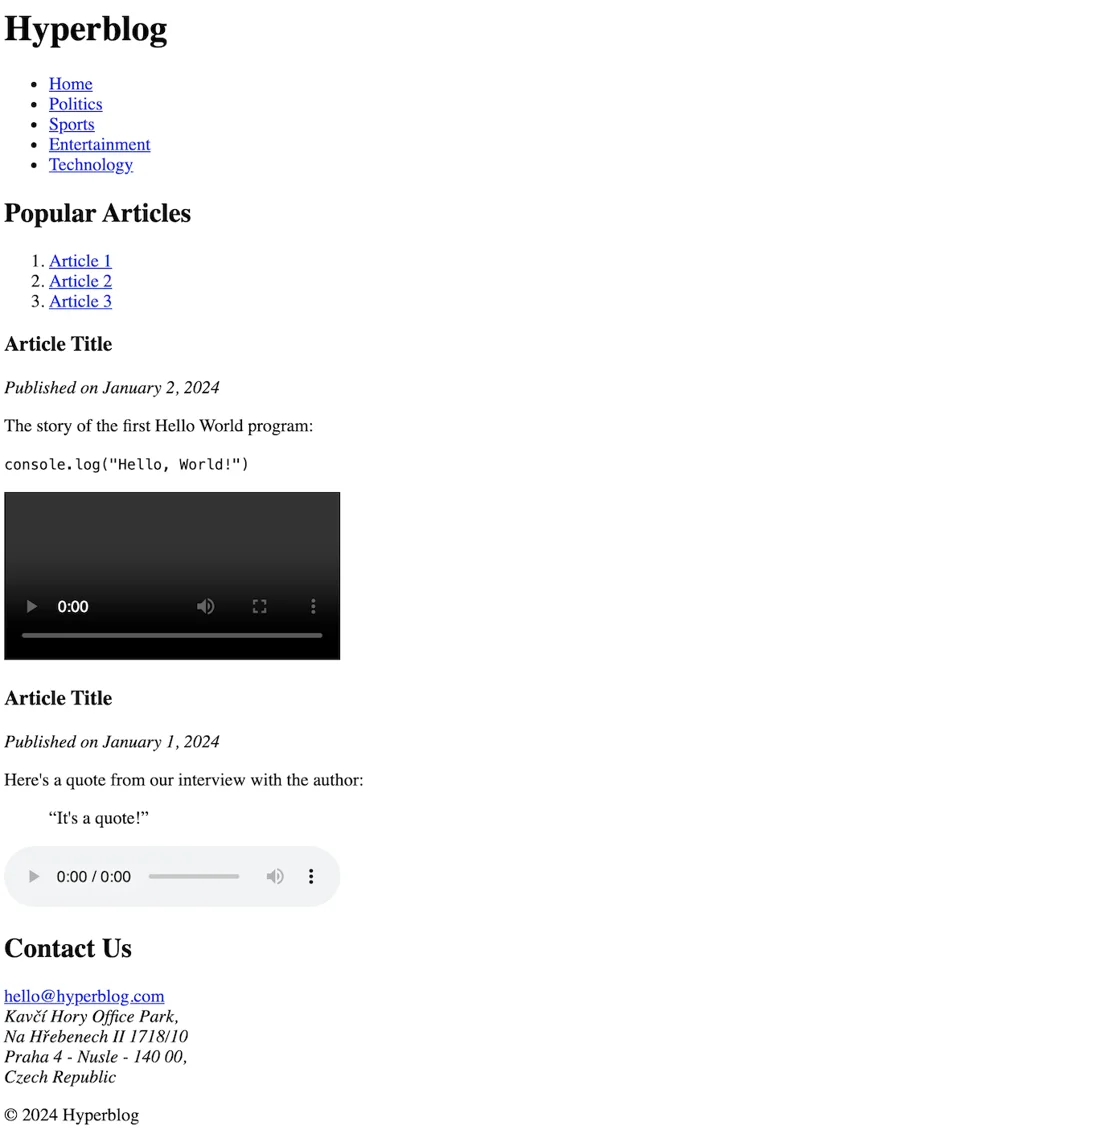 Hyperblog
• Home
• Politics
• Sports
• Entertainment
• Technology
Popular Articles
1. Article 1
2. Article 2
3. Article 3
Article Title
Published on January 2, 2024
The story of the first Hello World program:
console.log("Hello, World!")
0:00
Article Title
Published on January 1, 2024
Here's a quote from our interview with the author:
“It's a quote!”
0:00 / 0:00
Contact Us
hello@hyperblog.com
Kavčí Hory Office Park,
Na Hřebenech II 1718/10
Praha 4 - Nusle - 140 00,
Czech Republic
© 2024 Hyperblog